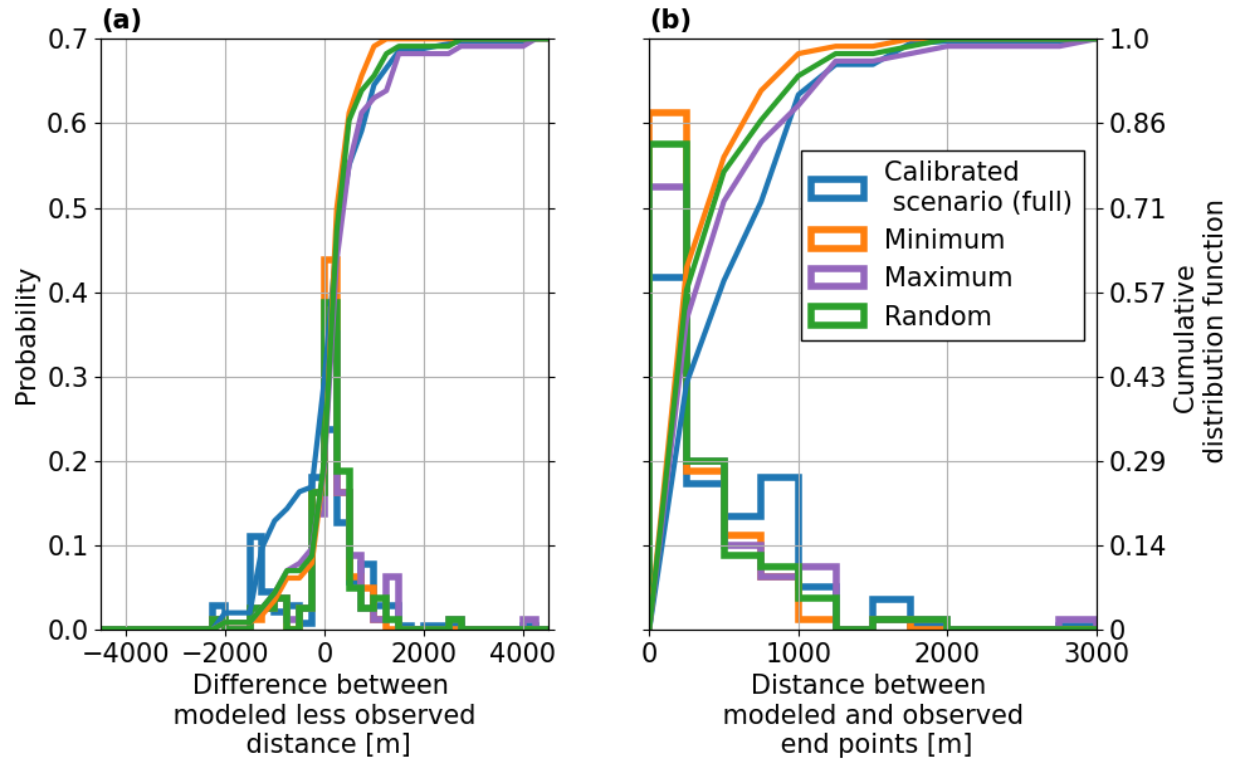 (a)
(b)
0.7
0.6
0.5
0.4
0.3
0.2
0.1
0.0
Probability
−4000
−2000
0
2000
4000
Difference between
modeled less observed
distance [m]
Calibrated
scenario (full)
Minimum
Maximum
Random
0
1000
2000
3000
Distance between
modeled and observed
end points [m]
1.0
0.86
0.71
0.57
0.43
0.29
0.14
0
Cumulative
distribution function